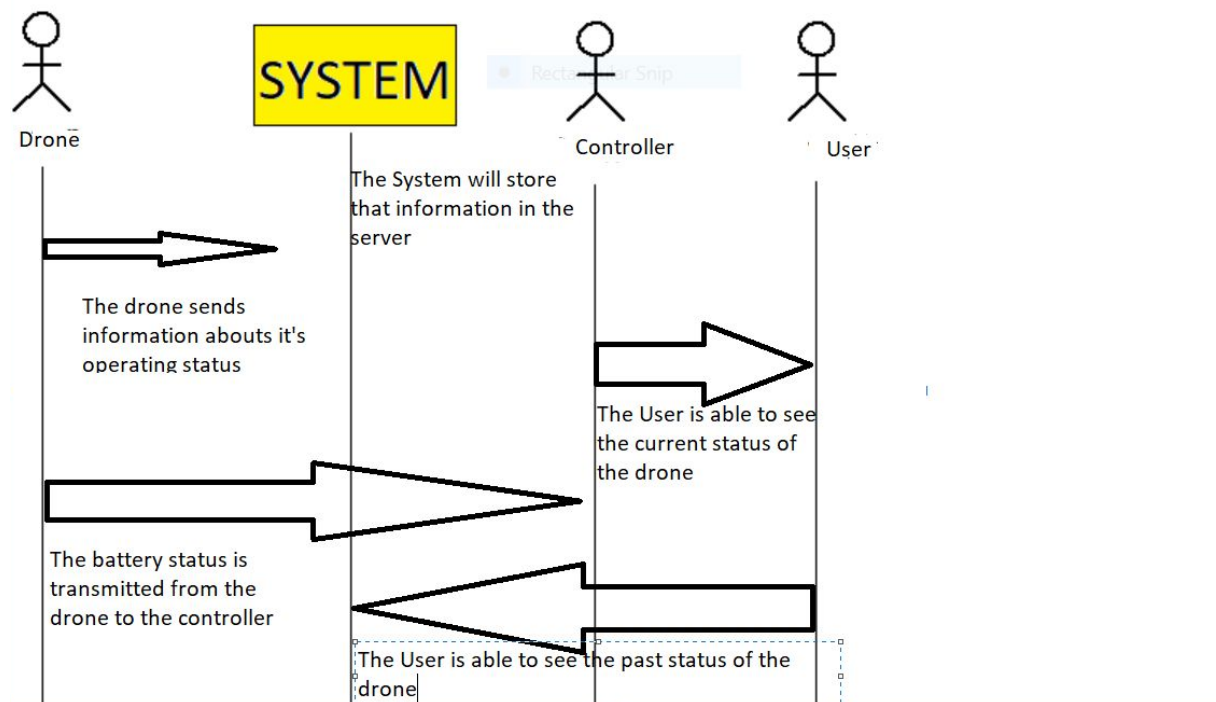 SYSTEM
Rectangular Snip
Drone
Controller
User
The System will store
that information in the
server
The drone sends
information abouts it's
operating status
The User is able to see
the current status of
the drone
The battery status is
transmitted from the
drone to the controller
The User is able to see the past status of the
drone